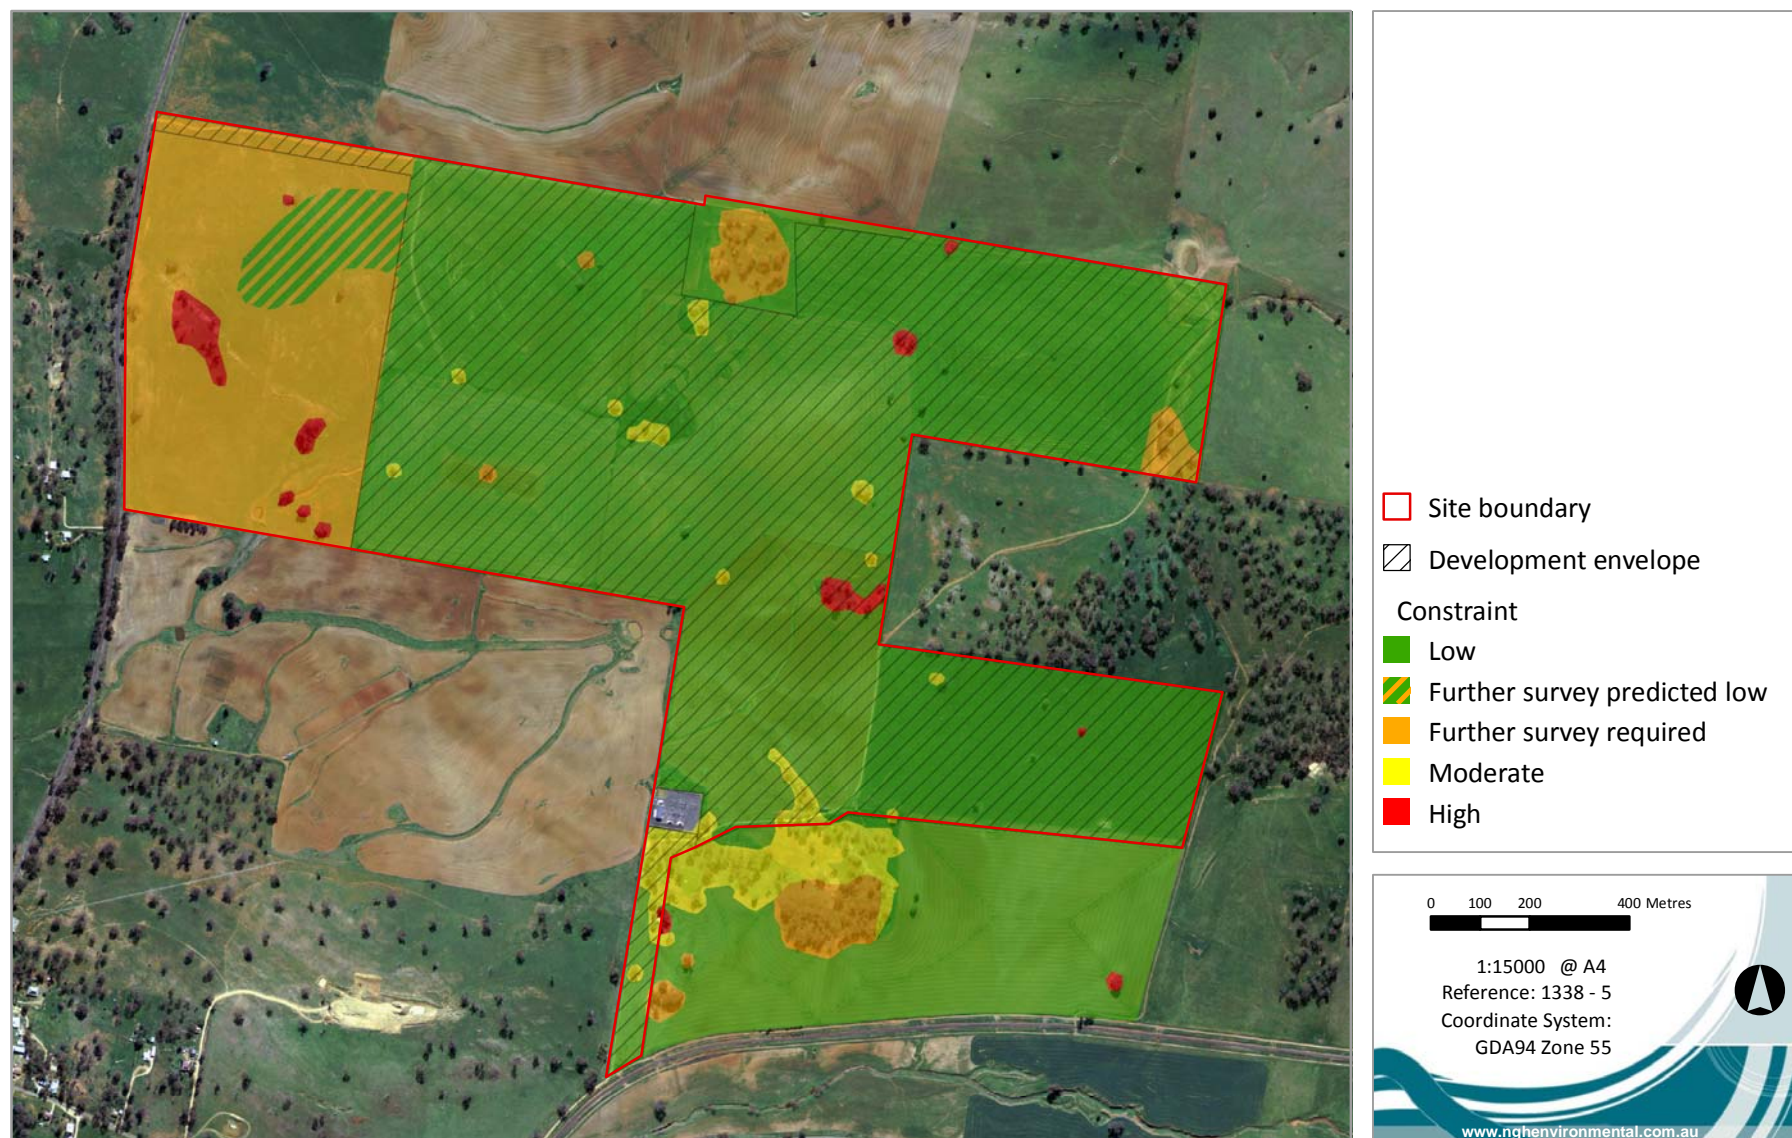 Site boundary
Development envelope
Constraint
Low
Further survey predicted low
Further survey required
Moderate
High
0 100 200 400 Metres
1:15000 @ A4
Reference: 1338 - 5
Coordinate System:
GDA94 Zone 55
www.nghenvironmental.com.au